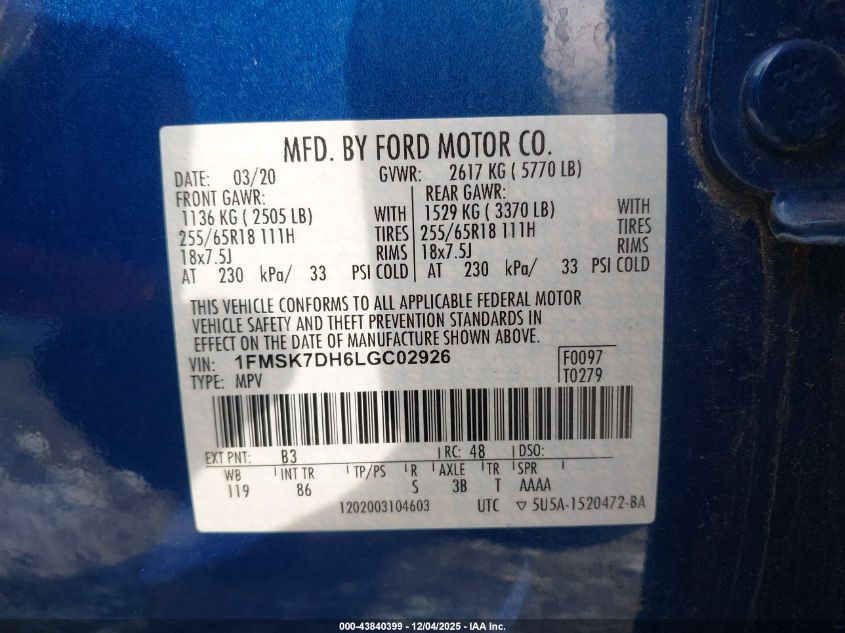 MFD. BY FORD MOTOR CO.
DATE: 03/20 GVWR: 2617 KG ( 5770 LB)
FRONT GAWR: REAR GAWR:
1136 KG ( 2505 LB) WITH 1529 KG ( 3370 LB) WITH
255/65R18 111H TIRES 255/65R18 111H TIRES
18x7.5J RIMS 18x7.5J RIMS
AT 230 kPa/ 33 PSI COLD AT 230 kPa/ 33 PSI COLD
THIS VEHICLE CONFORMS TO ALL APPLICABLE FEDERAL MOTOR
VEHICLE SAFETY AND THEFT PREVENTION STANDARDS IN
EFFECT ON THE DATE OF MANUFACTURE SHOWN ABOVE.
VIN: 1FMSK7DH6LGC02926 F0097
TYPE: MPV T0279
EXT PNT: B3 RC: 48 DSO:
WB INT TR TP/PS R AXLE TR SPR
119 86 S 3B T AAAA
1202003104603 UTC ▽ 5U5A-1520472-BA
000-43840399 - 12/04/2025 - IAA, Inc.